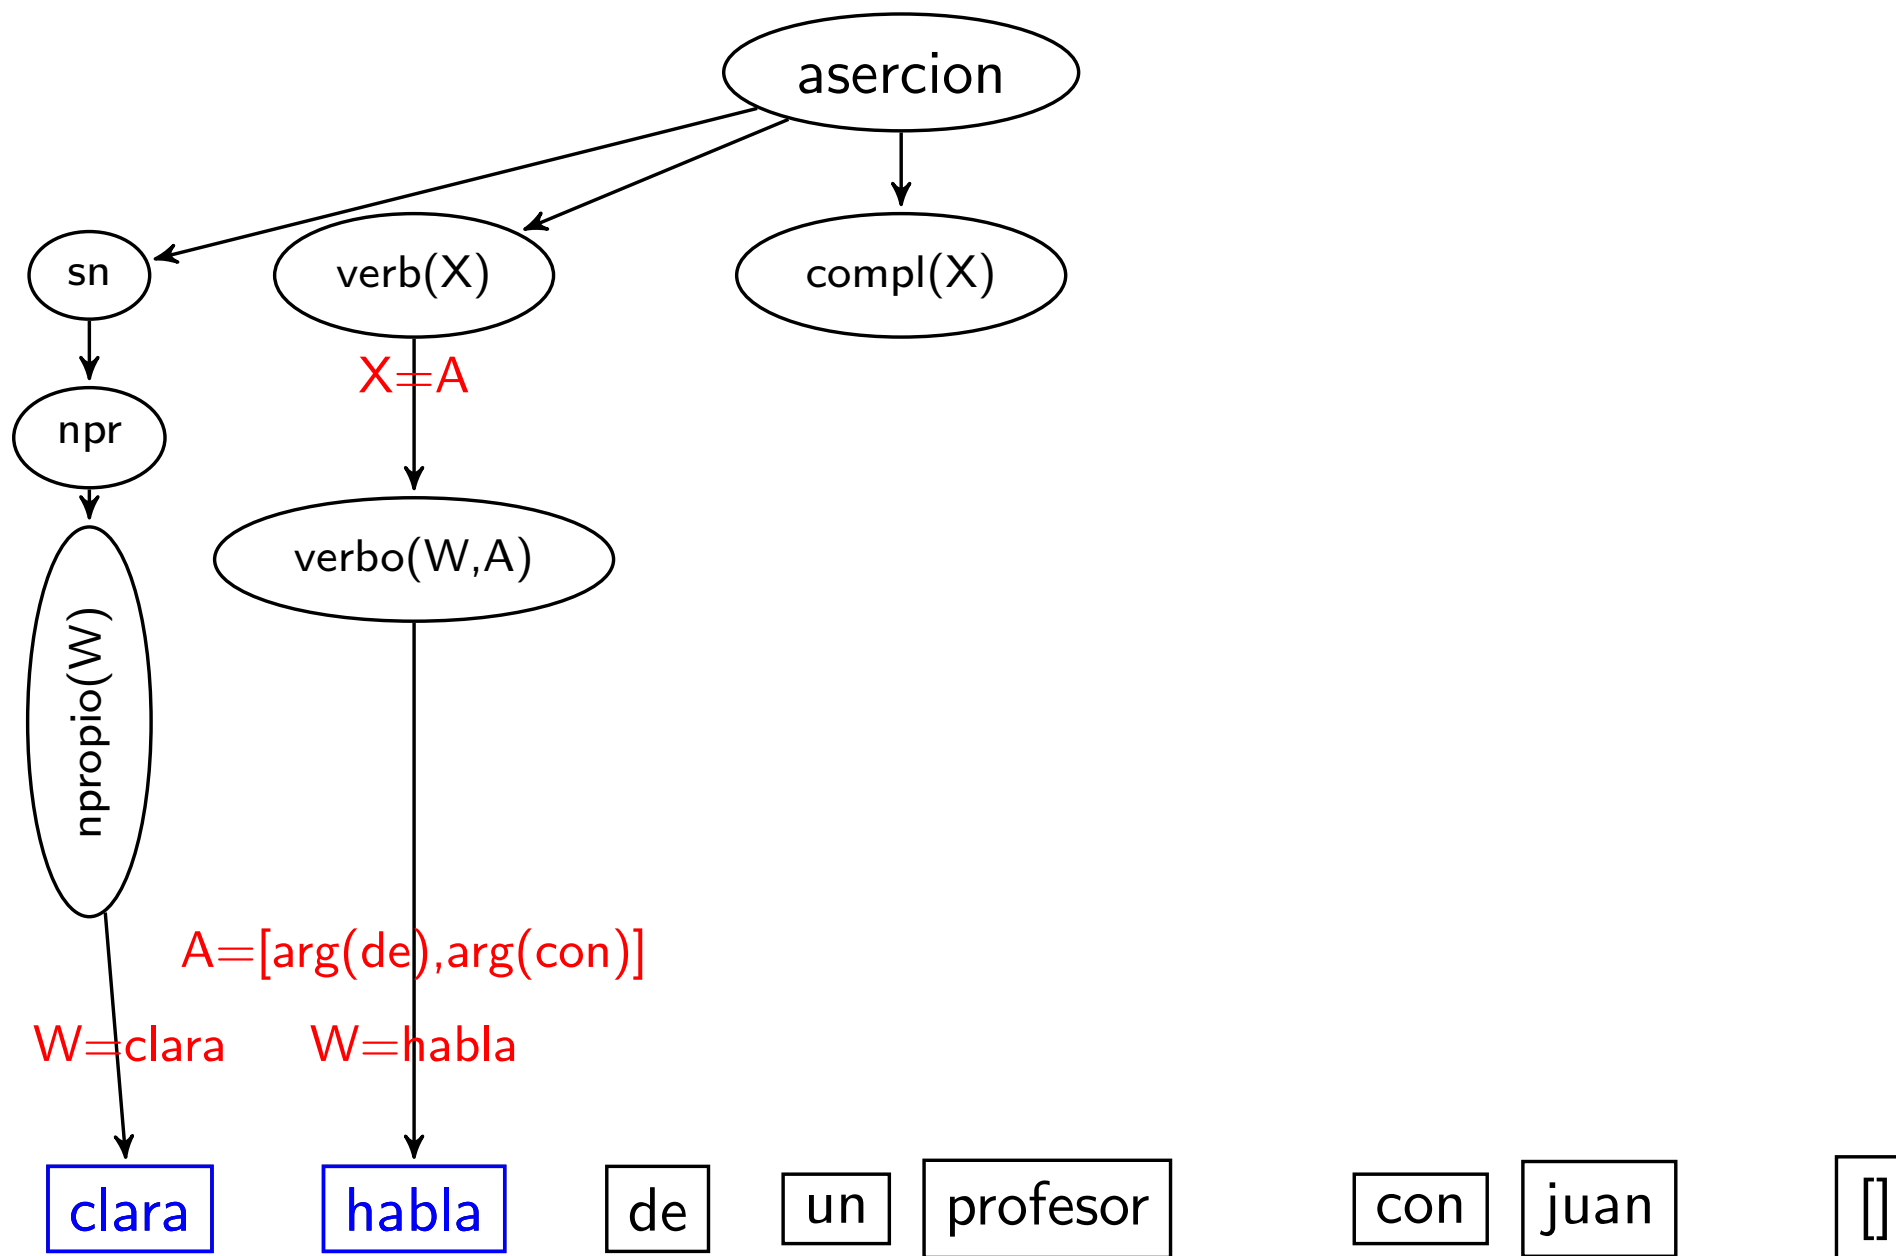 asercion
sn
verb(X)
compl(X)
X=A
npr
verbo(W,A)
npropio(W)
A=[arg(de),arg(con)]
W=clara
W=habla
clara
habla
de
un
profesor
con
juan
[]